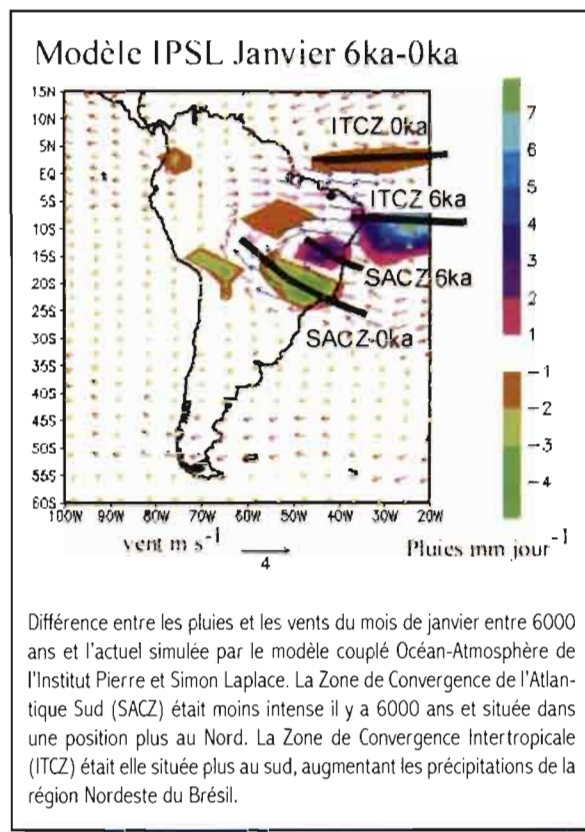 Modèle IPSL Janvier 6ka-0ka
15N
10N
5N
EQ
5S
10S
15S
20S
25S
30S
35S
40S
45S
50S
55S
60S
100W 90W 80W 70W 60W 50W 40W 30W 20W
ITCZ 0ka
ITCZ 6ka
SACZ 6ka
SACZ-0ka
7
6
5
4
3
2
1
-1
-2
-3
-4
vent m s-1
4
Pluies mm jour-1
Différence entre les pluies et les vents du mois de janvier entre 6000
ans et l'actuel simulée par le modèle couplé Océan-Atmosphère de
l'Institut Pierre et Simon Laplace. La Zone de Convergence de l'Atlan-
tique Sud (SACZ) était moins intense il y a 6000 ans et située dans
une position plus au Nord. La Zone de Convergence Intertropicale
(ITCZ) était elle située plus au sud, augmentant les précipitations de la
région Nordeste du Brésil.